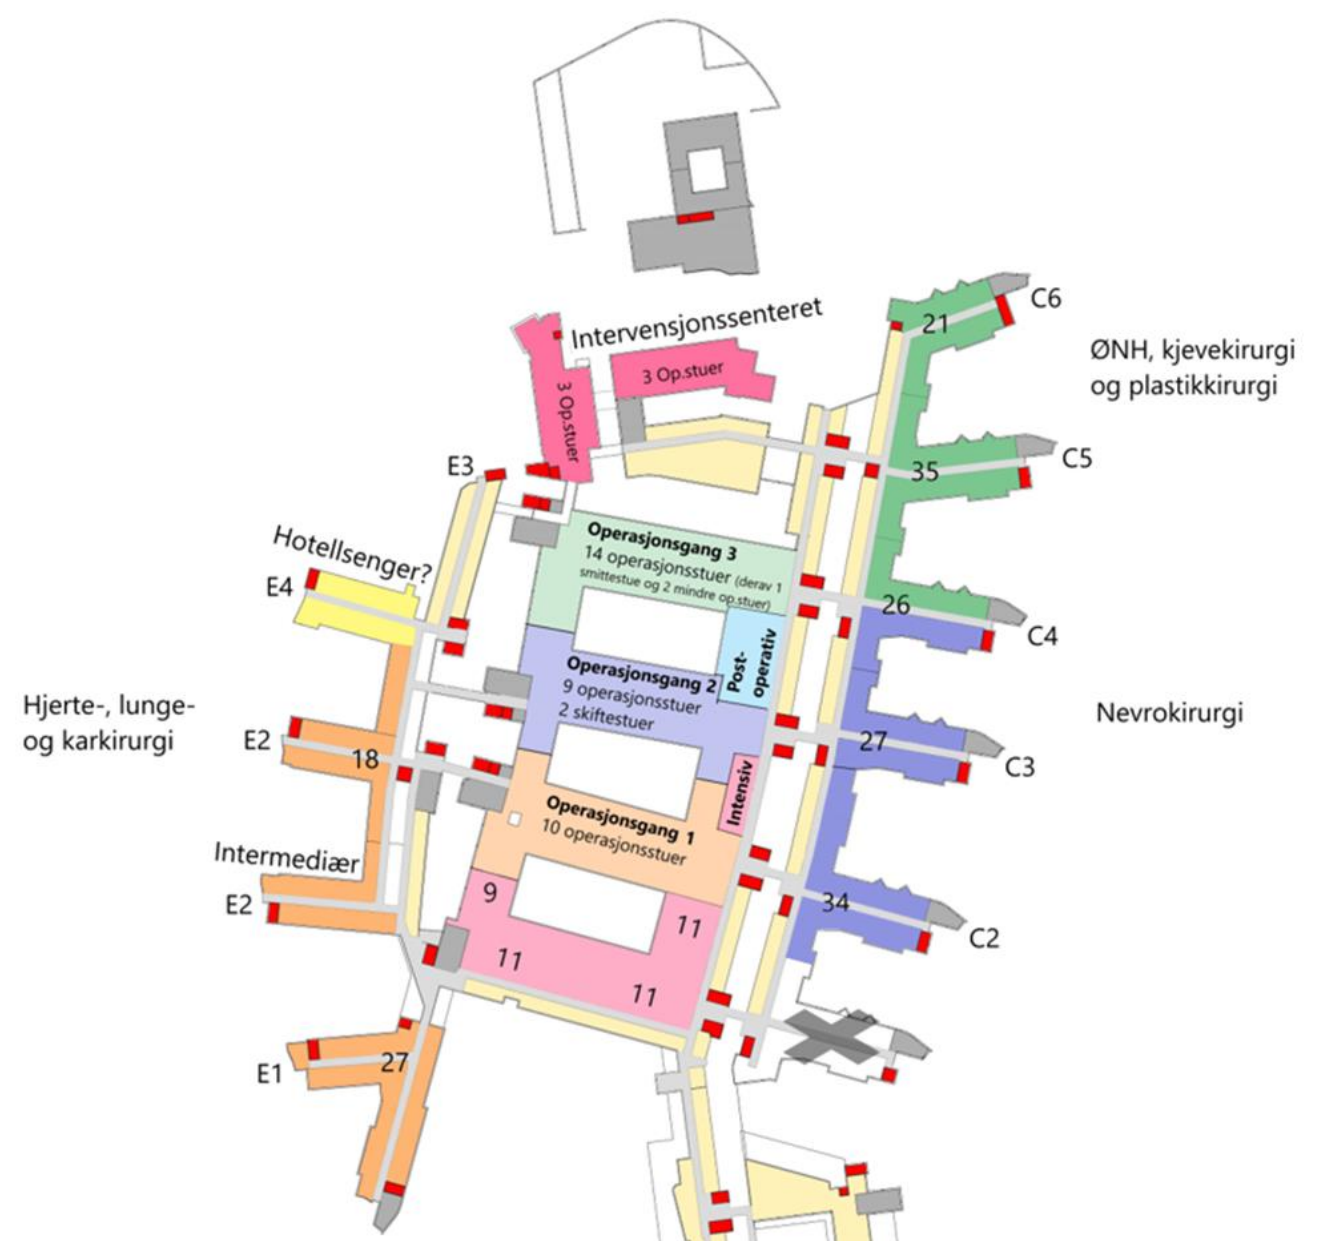 C6
21
Intervensjonssenteret
ØNH, kjevekirurgi
og plastikkirurgi
3 Op.stuer
3 Op.stuer
C5
35
E3
Operasjonsgang 3
14 operasjonsstuer (derav 1
smittestue og 2 mindre op.stuer)
Hotellsenger?
E4
26
C4
Post-
operativ
Operasjonsgang 2
9 operasjonsstuer
2 skiftestuer
Hjerte-, lunge-
og karkirurgi
Nevrokirurgi
E2
18
27
C3
Intensiv
Operasjonsgang 1
10 operasjonsstuer
Intermediær
E2
9
11
34
C2
11
11
E1
27